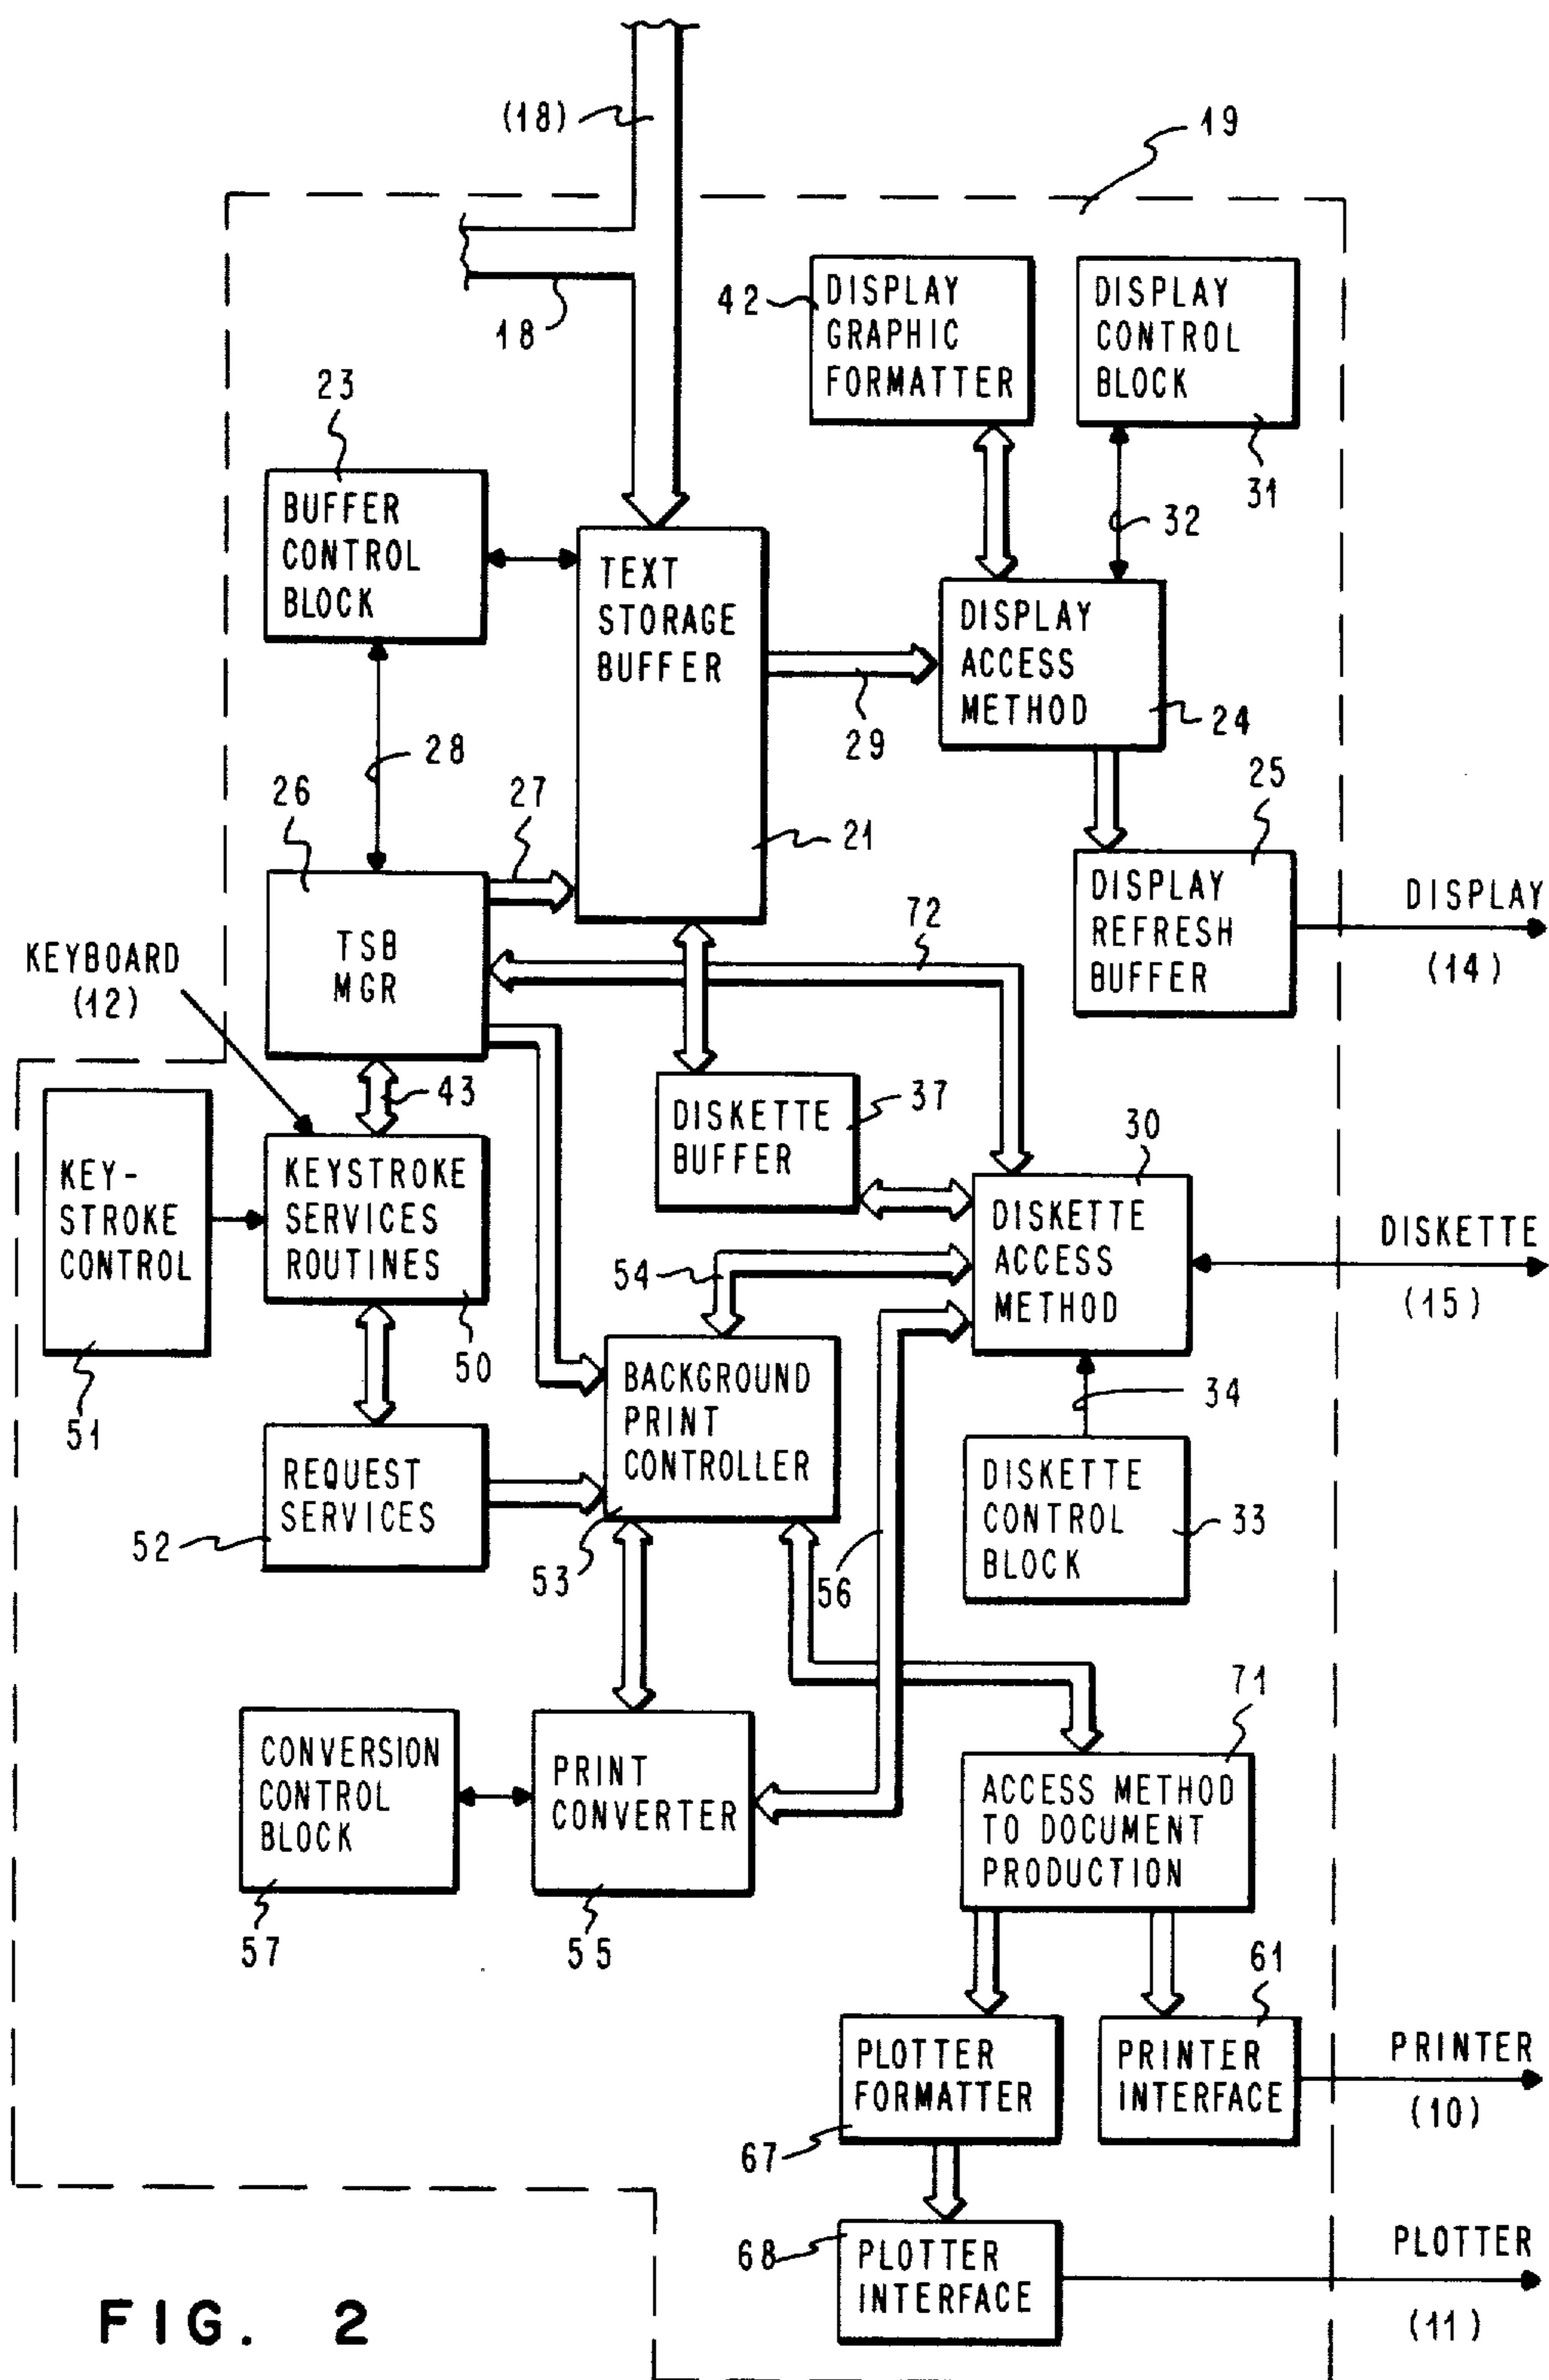 (18)
19
18
42
DISPLAY
GRAPHIC
FORMATTER
DISPLAY
CONTROL
BLOCK
31
32
23
BUFFER
CONTROL
BLOCK
TEXT
STORAGE
BUFFER
21
DISPLAY
ACCESS
METHOD
24
29
28
27
26
TSB
MGR
25
DISPLAY
REFRESH
BUFFER
DISPLAY
(14)
72
KEYBOARD
(12)
43
DISKETTE
BUFFER
37
30
DISKETTE
ACCESS
METHOD
DISKETTE
(15)
KEY-
STROKE
CONTROL
51
KEYSTROKE
SERVICES
ROUTINES
50
54
BACKGROUND
PRINT
CONTROLLER
53
34
DISKETTE
CONTROL
BLOCK
33
REQUEST
SERVICES
52
56
71
CONVERSION
CONTROL
BLOCK
57
PRINT
CONVERTER
55
ACCESS METHOD
TO DOCUMENT
PRODUCTION
61
PLOTTER
FORMATTER
67
PRINTER
INTERFACE
PRINTER
(10)
68
PLOTTER
INTERFACE
PLOTTER
(11)
FIG. 2